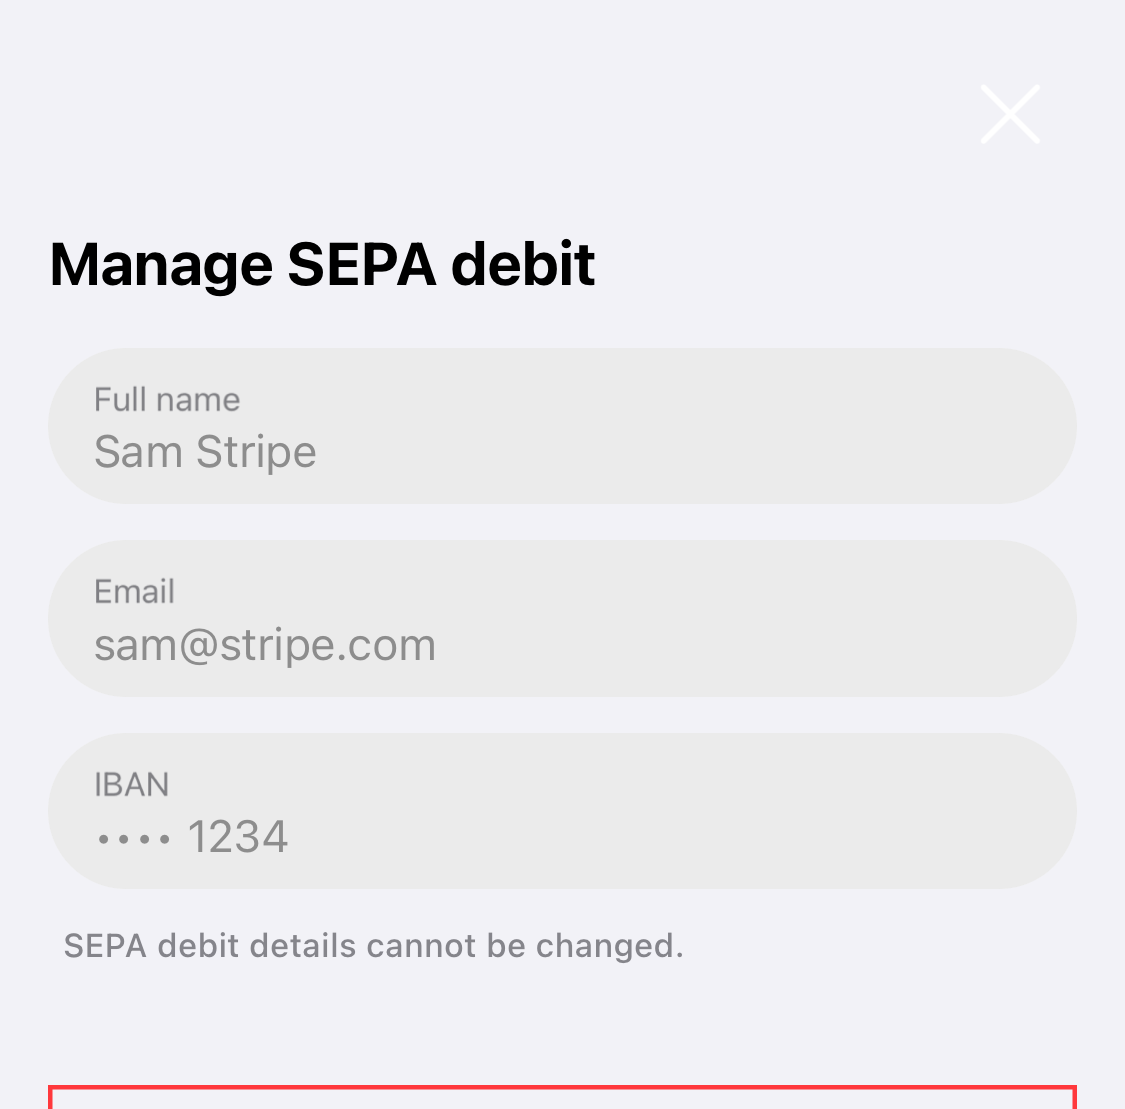 Manage SEPA debit
Full name
Sam Stripe
Email
sam@stripe.com
IBAN
•••• 1234
SEPA debit details cannot be changed.